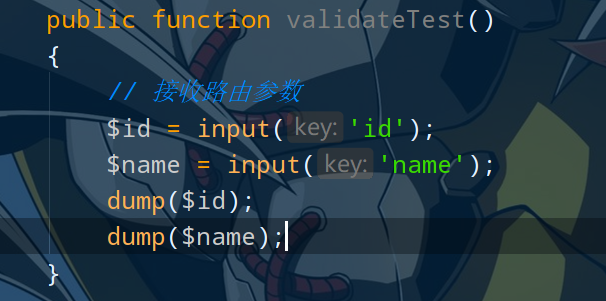 public function validateTest()
{
// 接收路由参数
$id = input( key: 'id');
$name = input( key: 'name');
dump($id);
dump($name);
}